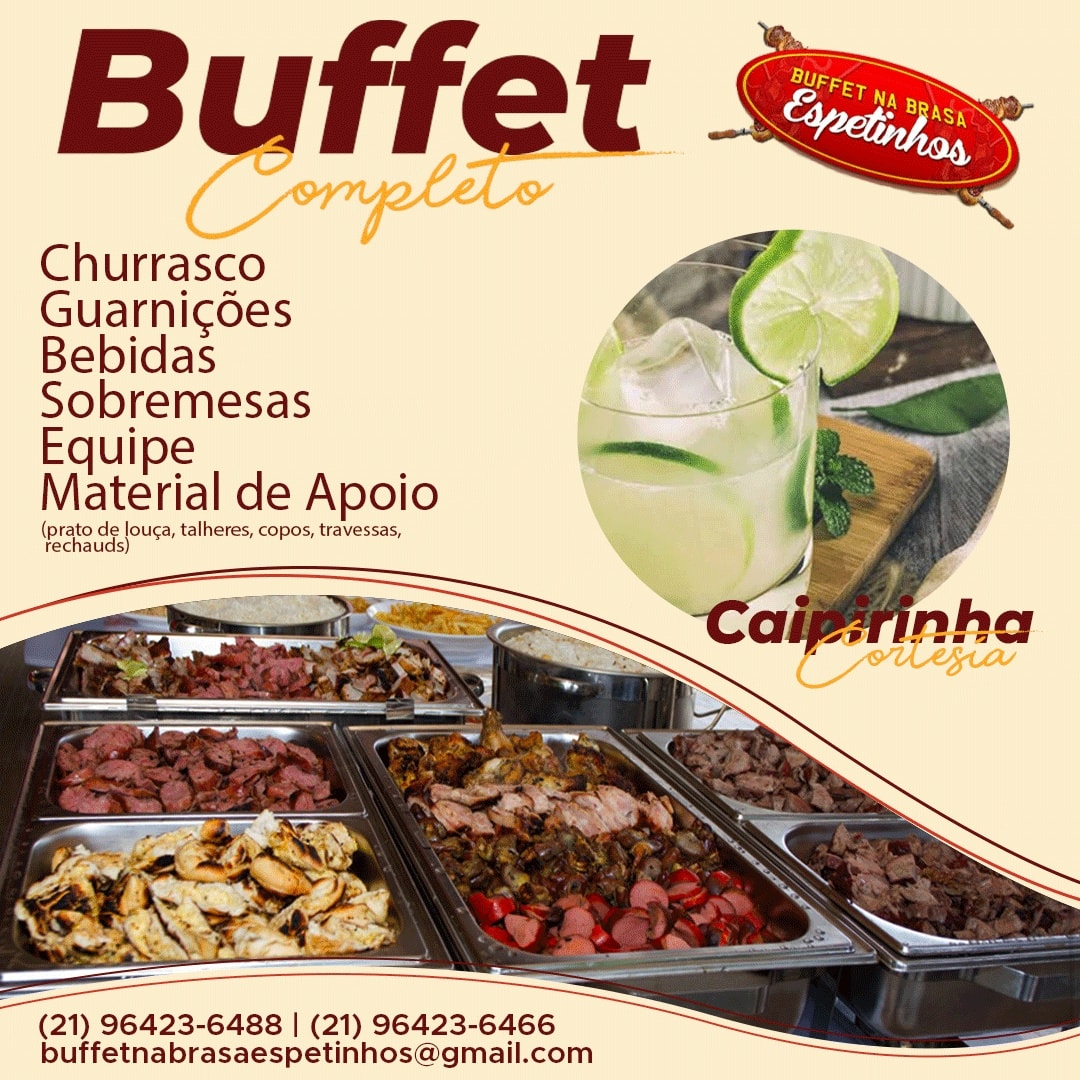 Buffet
Completo
BUFFET NA BRASA
Espetinhos
Churrasco
Guarnições
Bebidas
Sobremesas
Equipe
Material de Apoio
(prato de louça, talheres, copos, travessas,
rechauds)
Caipirinha
Cortesia
(21) 96423-6488 | (21) 96423-6466
buffetnabrasaespetinhos@gmail.com